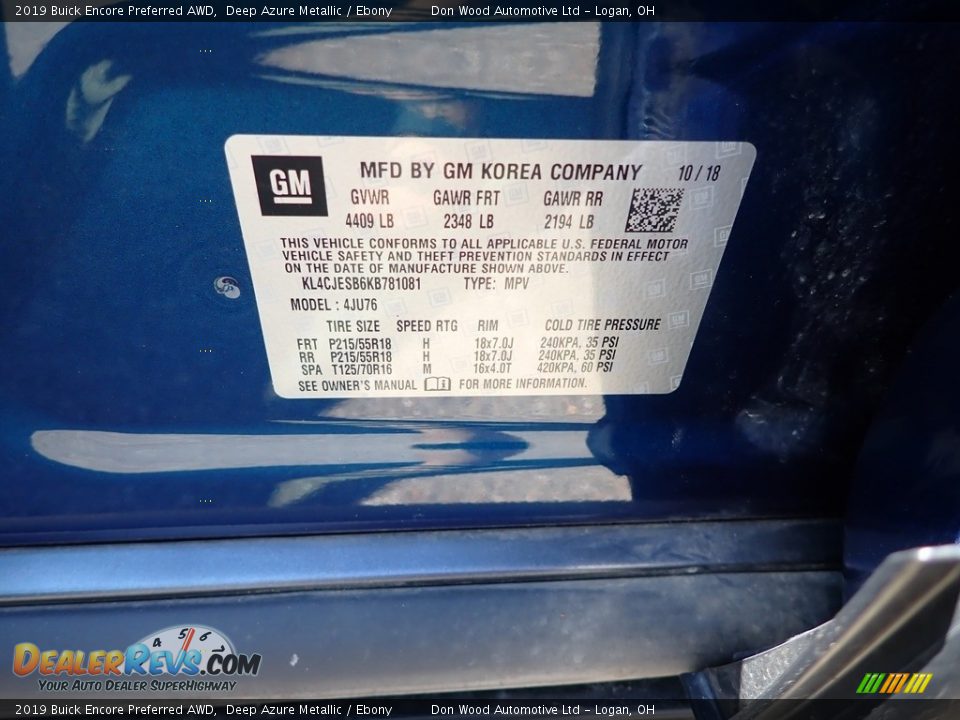 2019 Buick Encore Preferred AWD, Deep Azure Metallic / Ebony Don Wood Automotive Ltd - Logan, OH
GM MFD BY GM KOREA COMPANY 10/18
GVWR GAWR FRT GAWR RR
4409 LB 2348 LB 2194 LB
THIS VEHICLE CONFORMS TO ALL APPLICABLE U.S. FEDERAL MOTOR
VEHICLE SAFETY AND THEFT PREVENTION STANDARDS IN EFFECT
ON THE DATE OF MANUFACTURE SHOWN ABOVE.
KL4CJESB6KB781081 TYPE: MPV
MODEL : 4JU76
TIRE SIZE SPEED RTG RIM COLD TIRE PRESSURE
FRT P215/55R18 H 18x7.0J 240KPA, 35 PSI
RR P215/55R18 H 18x7.0J 240KPA, 35 PSI
SPA T125/70R16 M 16x4.0T 420KPA, 60 PSI
SEE OWNER'S MANUAL FOR MORE INFORMATION.
4 5 6
DEALERREVS.COM
YOUR AUTO DEALER SUPERHIGHWAY
2019 Buick Encore Preferred AWD, Deep Azure Metallic / Ebony Don Wood Automotive Ltd - Logan, OH